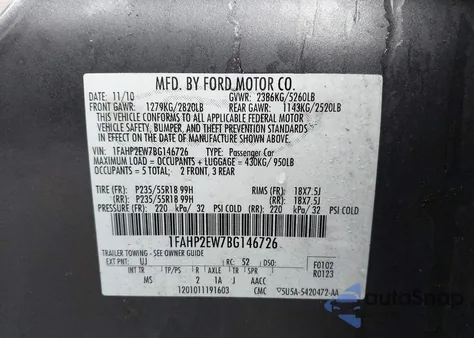 MFD. BY FORD MOTOR CO.
DATE: 11/10 GVWR: 2386KG/5260LB
FRONT GAWR: 1279KG/2820LB REAR GAWR: 1143KG/2520LB
THIS VEHICLE CONFORMS TO ALL APPLICABLE FEDERAL MOTOR
VEHICLE SAFETY, BUMPER, AND THEFT PREVENTION STANDARDS
IN EFFECT ON THE DATE OF MANUFACTURE SHOWN ABOVE.
VIN: 1FAHP2EW7BG146726 TYPE: Passenger Car
MAXIMUM LOAD = OCCUPANTS + LUGGAGE = 430KG/ 950LB
OCCUPANTS = 5 TOTAL: 2 FRONT, 3 REAR
TIRE (FR): P235/55R18 99H RIMS (FR): 18X7.5J
(RR): P235/55R18 99H (RR): 18X7.5J
PRESSURE (FR): 220 kPa/ 32 PSI COLD (RR): 220 kPa/ 32 PSI COLD
1FAHP2EW7BG146726
TRAILER TOWING - SEE OWNER GUIDE
EXT PNT: UJ RC: 52 DSO: F0102
INT TR R AXLE TR SPR R0123
MS 2 1A J AACC
1201011191603 CMC 5U5A-5420472-AA
autoSnap